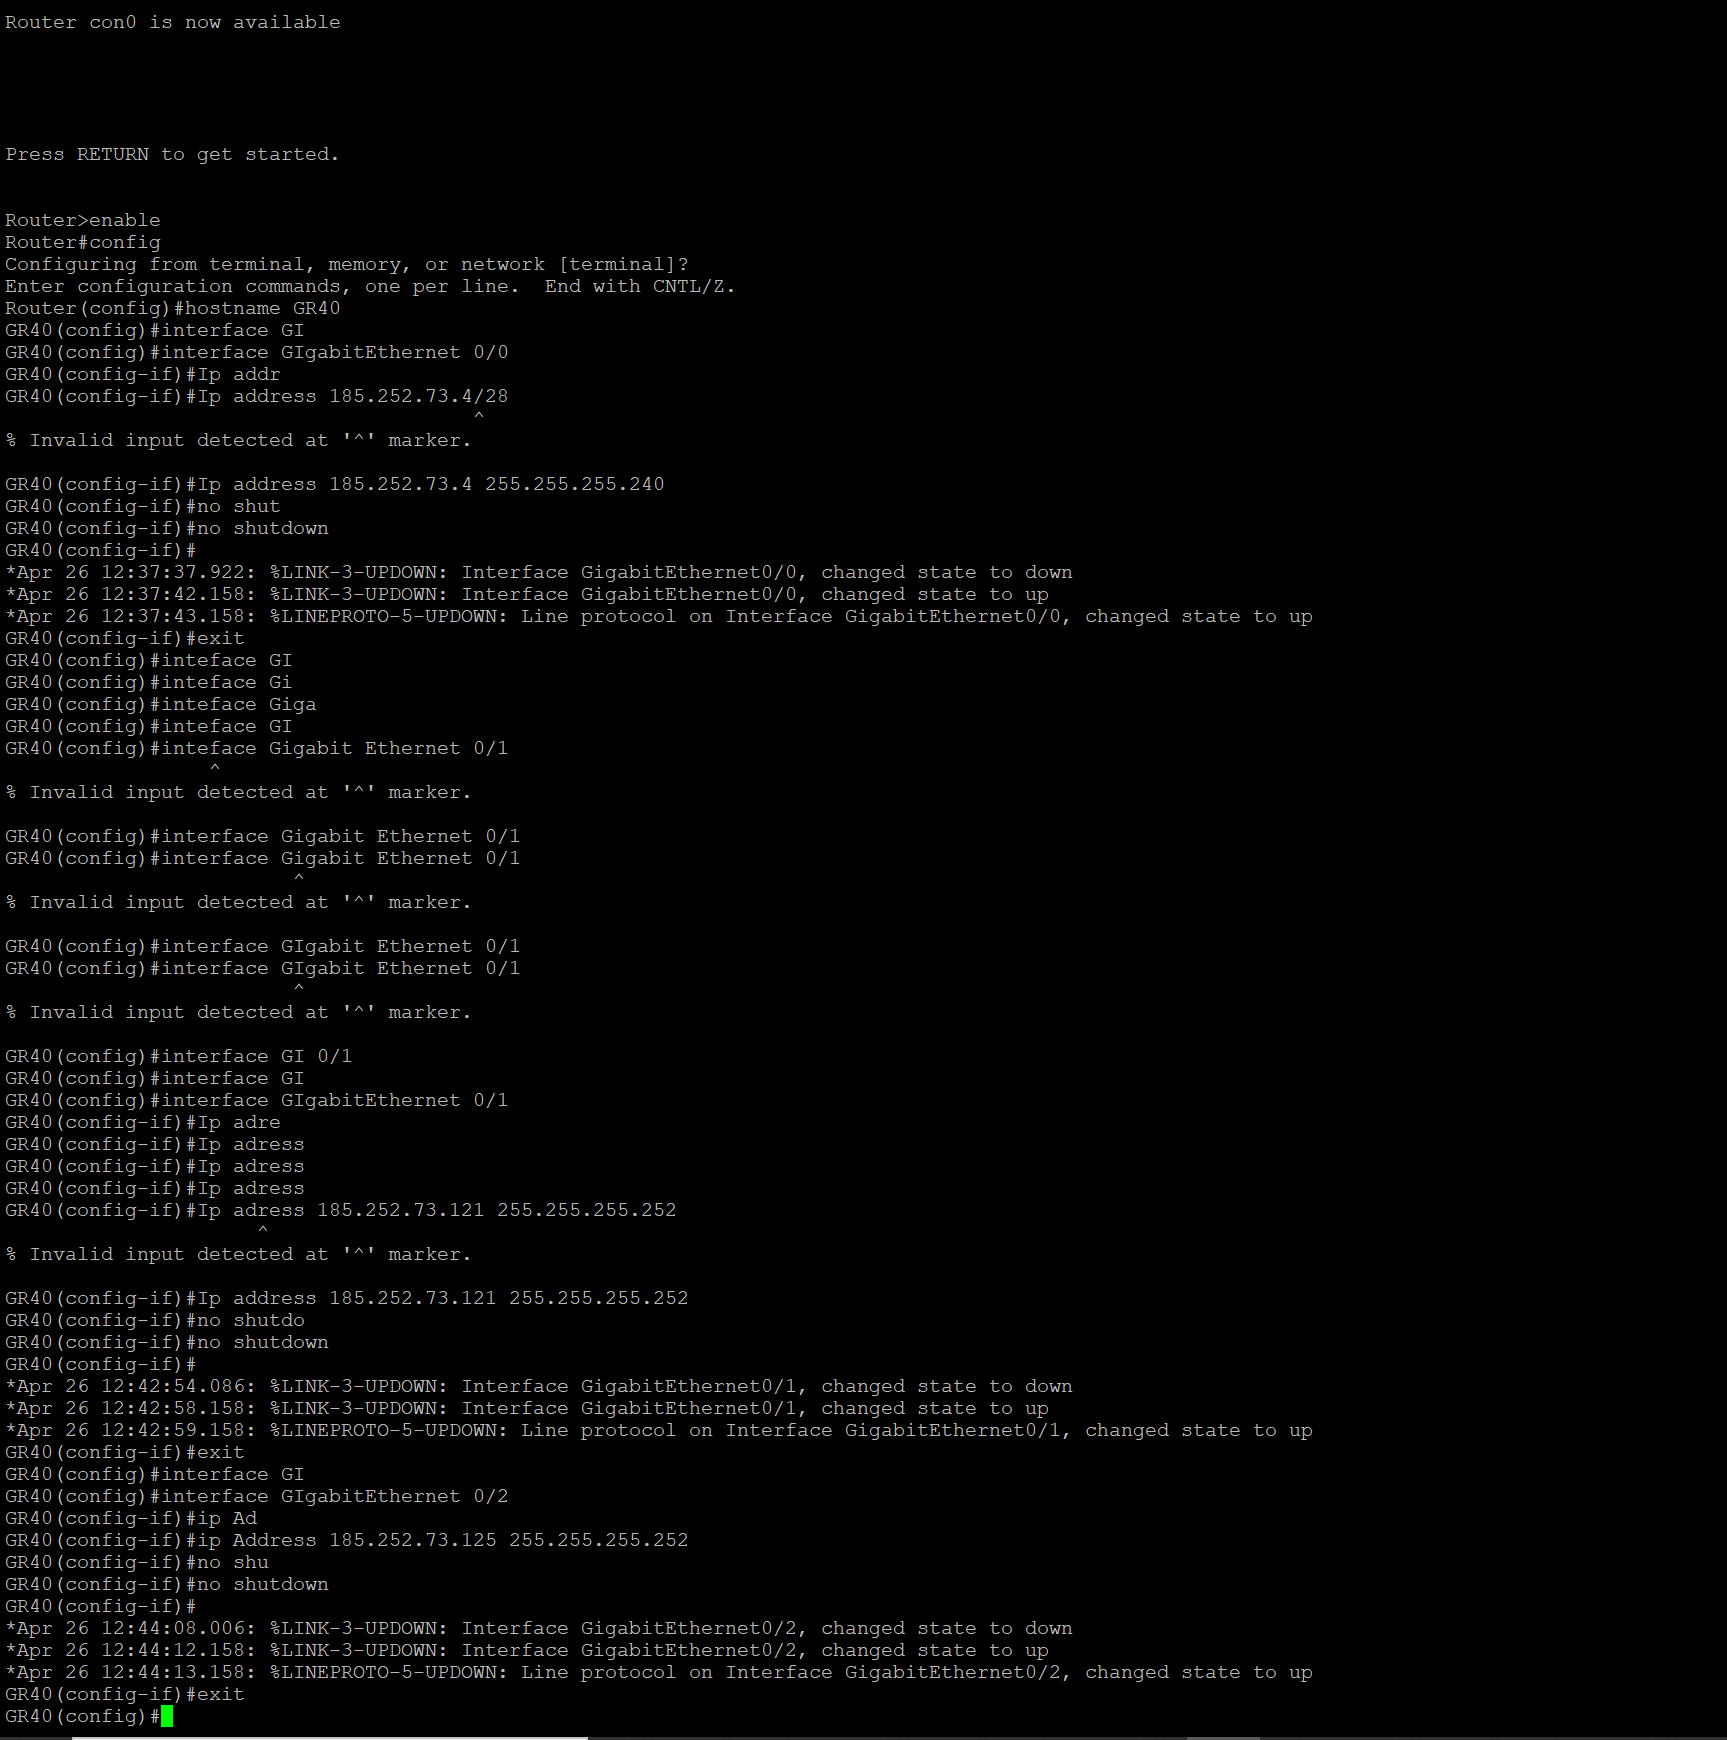 Router con0 is now available
Press RETURN to get started.
Router>enable
Router#config
Configuring from terminal, memory, or network [terminal]?
Enter configuration commands, one per line.  End with CNTL/Z.
Router(config)#hostname GR40
GR40(config)#interface GI
GR40(config)#interface GIgabitEthernet 0/0
GR40(config-if)#Ip addr
GR40(config-if)#Ip address 185.252.73.4/28
^
% Invalid input detected at '^' marker.
GR40(config-if)#Ip address 185.252.73.4 255.255.255.240
GR40(config-if)#no shut
GR40(config-if)#no shutdown
GR40(config-if)#
*Apr 26 12:37:37.922: %LINK-3-UPDOWN: Interface GigabitEthernet0/0, changed state to down
*Apr 26 12:37:42.158: %LINK-3-UPDOWN: Interface GigabitEthernet0/0, changed state to up
*Apr 26 12:37:43.158: %LINEPROTO-5-UPDOWN: Line protocol on Interface GigabitEthernet0/0, changed state to up
GR40(config-if)#exit
GR40(config)#inteface GI
GR40(config)#inteface Gi
GR40(config)#inteface Giga
GR40(config)#inteface GI
GR40(config)#inteface Gigabit Ethernet 0/1
^
% Invalid input detected at '^' marker.
GR40(config)#interface Gigabit Ethernet 0/1
GR40(config)#interface Gigabit Ethernet 0/1
^
% Invalid input detected at '^' marker.
GR40(config)#interface GIgabit Ethernet 0/1
GR40(config)#interface GIgabit Ethernet 0/1
^
% Invalid input detected at '^' marker.
GR40(config)#interface GI 0/1
GR40(config)#interface GI
GR40(config)#interface GIgabitEthernet 0/1
GR40(config-if)#Ip adre
GR40(config-if)#Ip adress
GR40(config-if)#Ip adress
GR40(config-if)#Ip adress
GR40(config-if)#Ip adress 185.252.73.121 255.255.255.252
^
% Invalid input detected at '^' marker.
GR40(config-if)#Ip address 185.252.73.121 255.255.255.252
GR40(config-if)#no shutdo
GR40(config-if)#no shutdown
GR40(config-if)#
*Apr 26 12:42:54.086: %LINK-3-UPDOWN: Interface GigabitEthernet0/1, changed state to down
*Apr 26 12:42:58.158: %LINK-3-UPDOWN: Interface GigabitEthernet0/1, changed state to up
*Apr 26 12:42:59.158: %LINEPROTO-5-UPDOWN: Line protocol on Interface GigabitEthernet0/1, changed state to up
GR40(config-if)#exit
GR40(config)#interface GI
GR40(config)#interface GIgabitEthernet 0/2
GR40(config-if)#ip Ad
GR40(config-if)#ip Address 185.252.73.125 255.255.255.252
GR40(config-if)#no shu
GR40(config-if)#no shutdown
GR40(config-if)#
*Apr 26 12:44:08.006: %LINK-3-UPDOWN: Interface GigabitEthernet0/2, changed state to down
*Apr 26 12:44:12.158: %LINK-3-UPDOWN: Interface GigabitEthernet0/2, changed state to up
*Apr 26 12:44:13.158: %LINEPROTO-5-UPDOWN: Line protocol on Interface GigabitEthernet0/2, changed state to up
GR40(config-if)#exit
GR40(config)#